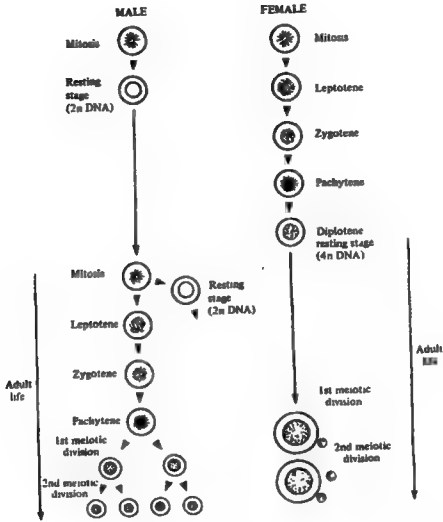 MALE
FEMALE
Mitosis
Resting
stage
(2n DNA)
Mitosis
Leptotene
Zygotene
Pachytene
Diplotene
resting stage
(4n DNA)
Mitosis
Resting
stage
(2n DNA)
Leptotene
Zygotene
Pachytene
1st meiotic
division
2nd meiotic
division
Adult
life
1st meiotic
division
2nd meiotic
division
Adult